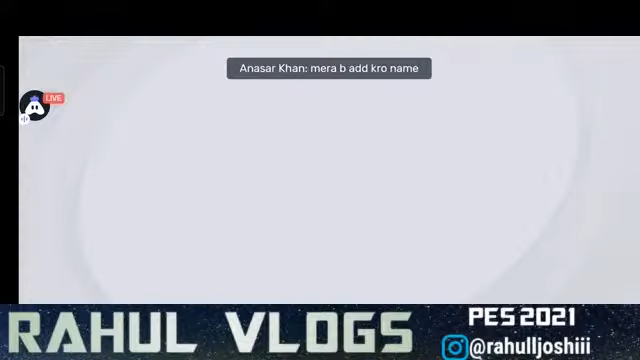 Anasar Khan: mera b add kro name
LIVE
RAHUL VLOGS
PES 2021
@rahulljoshiii